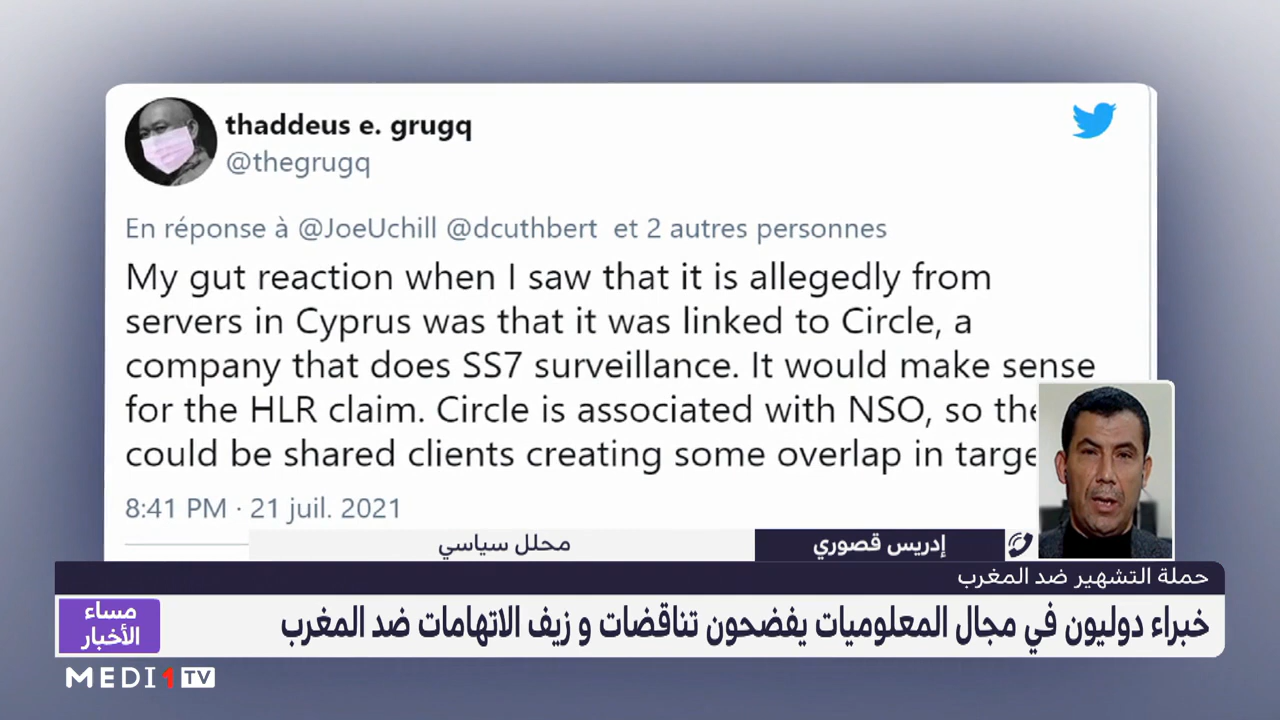 thaddeus e. grugq
@thegrugq
En réponse à @JoeUchill @dcuthbert et 2 autres personnes
My gut reaction when I saw that it is allegedly from
servers in Cyprus was that it was linked to Circle, a
company that does SS7 surveillance. It would make sense
for the HLR claim. Circle is associated with NSO, so
could be shared clients creating some overlap in
8:41 PM · 21 juil. 2021
إدريس قصوري
محلل سياسي
حملة التشهير ضد المغرب
خبراء دوليون في مجال المعلوميات يفضحون تناقضات و زيف الاتهامات ضد المغرب
مساء
الأخبار
MEDI1TV